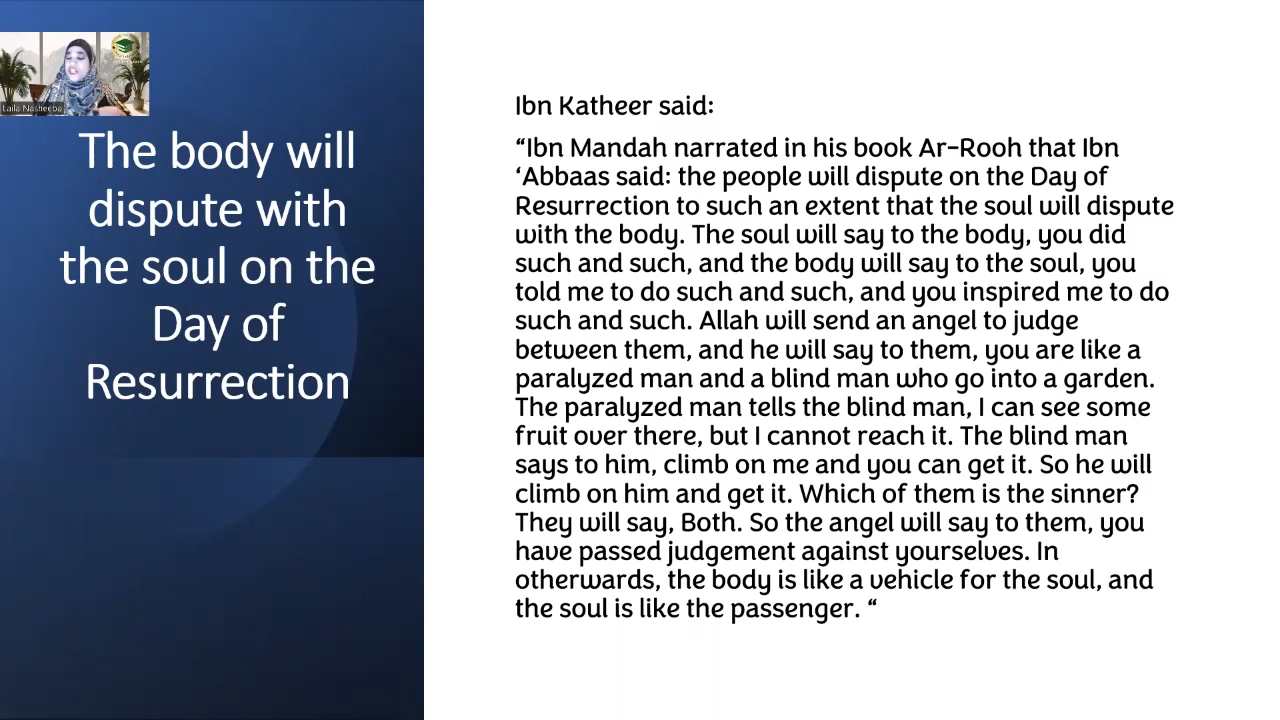 Laila Nasheeba
The body will
dispute with
the soul on the
Day of
Resurrection
Ibn Katheer said:
“Ibn Mandah narrated in his book Ar-Rooh that Ibn
‘Abbaas said: the people will dispute on the Day of
Resurrection to such an extent that the soul will dispute
with the body. The soul will say to the body, you did
such and such, and the body will say to the soul, you
told me to do such and such, and you inspired me to do
such and such. Allah will send an angel to judge
between them, and he will say to them, you are like a
paralyzed man and a blind man who go into a garden.
The paralyzed man tells the blind man, I can see some
fruit over there, but I cannot reach it. The blind man
says to him, climb on me and you can get it. So he will
climb on him and get it. Which of them is the sinner?
They will say, Both. So the angel will say to them, you
have passed judgement against yourselves. In
otherwards, the body is like a vehicle for the soul, and
the soul is like the passenger. “